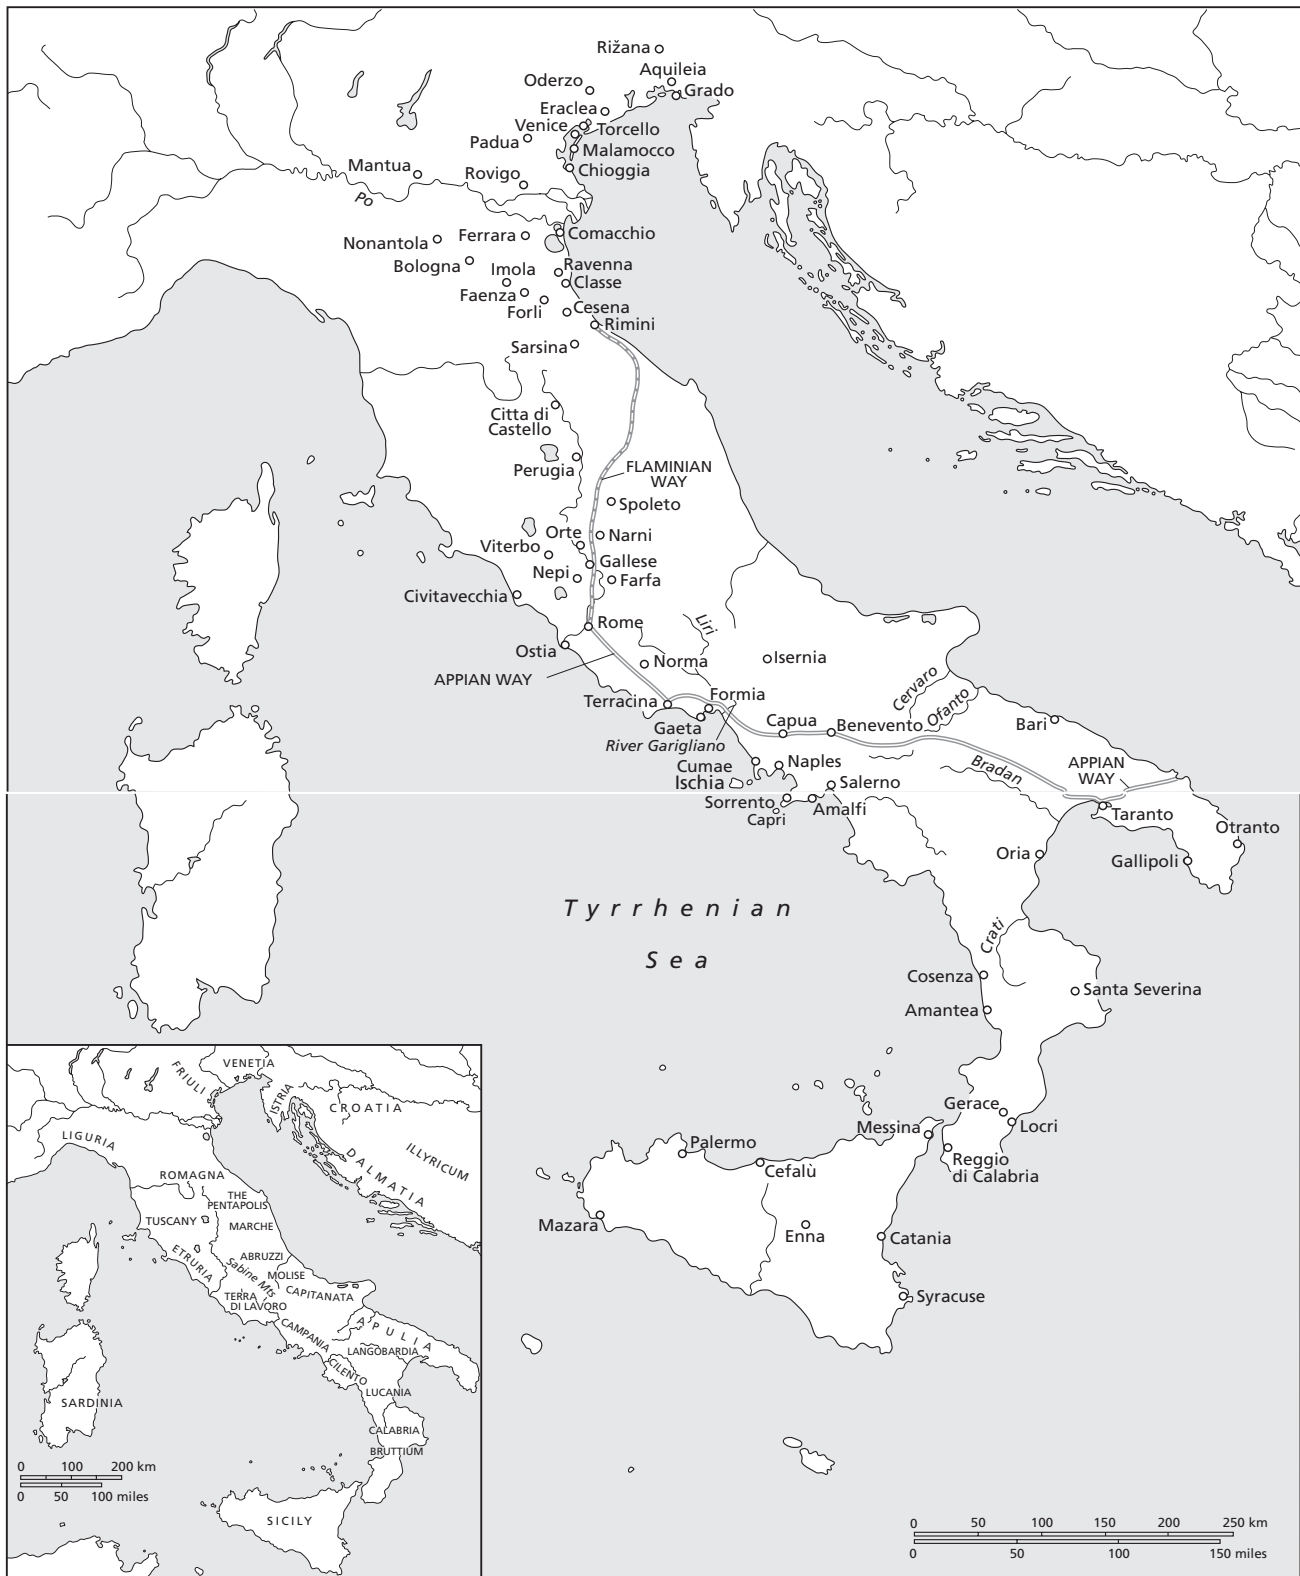 Rižana
Aquileia
Oderzo
Grado
Eraclea
Venice
Torcello
Padua
Malamocco
Mantua
Chioggia
Rovigo
Po
Nonantola
Ferrara
Comacchio
Bologna
Imola
Ravenna
Classe
Faenza
Forli
Cesena
Rimini
Sarsina
Citta di
Castello
Perugia
FLAMINIAN
WAY
Spoleto
Orte
Narni
Viterbo
Gallese
Nepi
Farfa
Civitavecchia
Rome
Liri
Ostia
Norma
Isernia
APPIAN WAY
Cervaro
Ofanto
Terracina
Formia
Gaeta
Capua
Benevento
Bari
River Garigliano
Cumae
Naples
Bradan
APPIAN
WAY
Ischia
Salerno
Sorrento
Amalfi
Capri
Taranto
Otranto
Oria
Gallipoli
Tyrrhenian
Sea
Crati
Cosenza
Santa Severina
Amantea
Gerace
Locri
Messina
Palermo
Reggio
di Calabria
Cefalù
Mazara
Enna
Catania
Syracuse
0 50 100 150 200 250 km
0 50 100 150 miles
VENETIA
FRIULI
ISTRIA
CROATIA
LIGURIA
ILLYRICUM
DALMATIA
ROMAGNA
THE
PENTAPOLIS
TUSCANY
MARCHE
ETRURIA
ABRUZZI
Sabine Mts
MOLISE
CAPITANATA
TERRA
DI LAVORO
APULIA
CAMPANIA
LANGOBARDIA
CILENTO
LUCANIA
SARDINIA
CALABRIA
BRUTTIUM
0 100 200 km
0 50 100 miles
SICILY